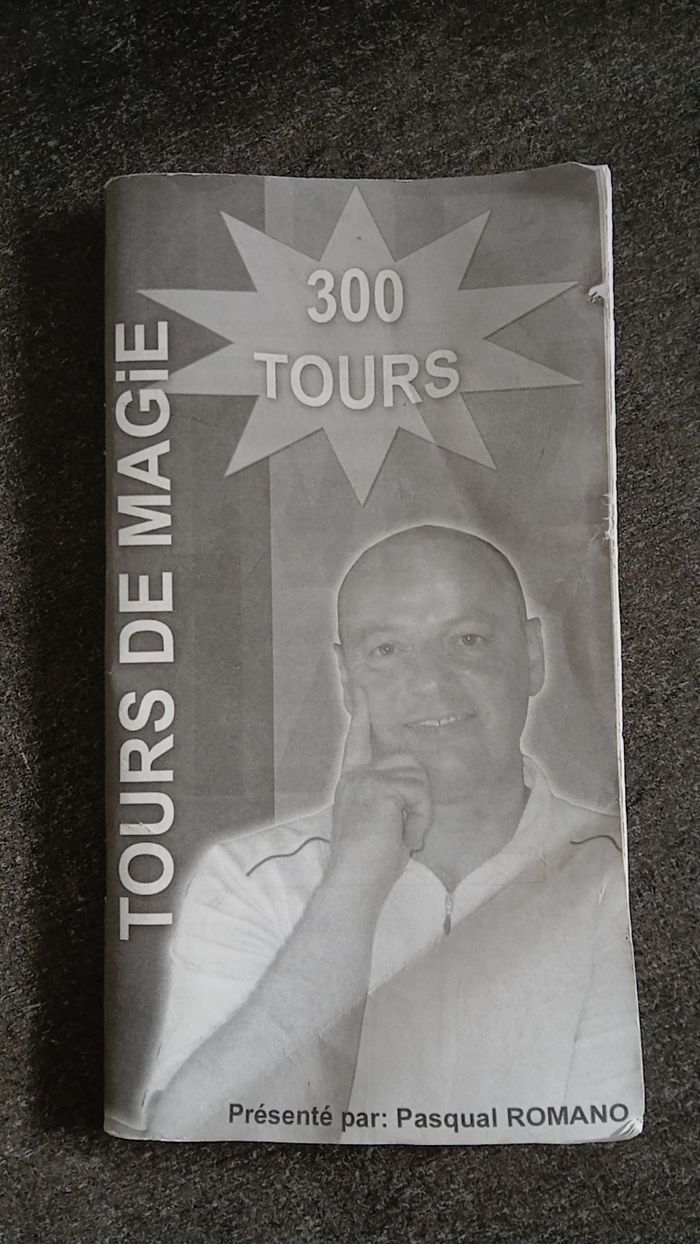 300
TOURS
TOURS DE MAGiE
Présenté par: Pasqual ROMANO